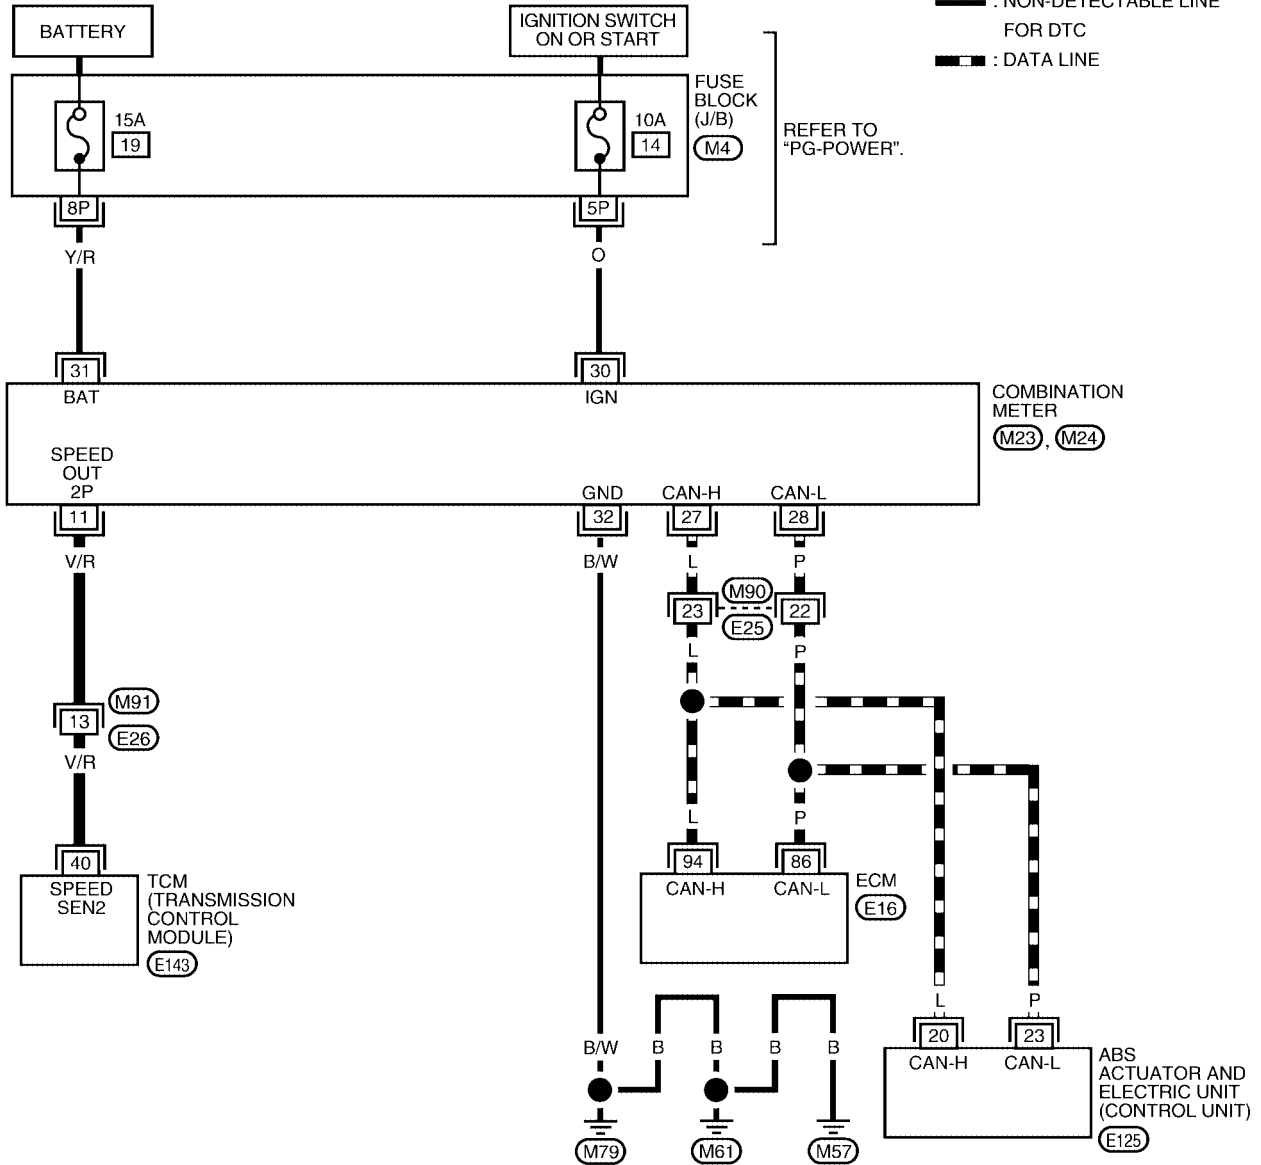 : NON-DETECTABLE LINE
FOR DTC
: DATA LINE
BATTERY
IGNITION SWITCH
ON OR START
FUSE
BLOCK
(J/B)
M4
15A
19
10A
14
REFER TO
“PG-POWER”.
8P
5P
Y/R
O
31
30
BAT
IGN
COMBINATION
METER
M23 , M24
SPEED
OUT
2P
GND
CAN-H
CAN-L
11
32
27
28
V/R
B/W
L
P
M90
23
22
E25
L
P
M91
13
E26
V/R
L
P
40
94
86
SPEED
SEN2
TCM
(TRANSMISSION
CONTROL
MODULE)
E143
CAN-H
CAN-L
ECM
E16
L
P
B/W
B
B
B
B
20
23
CAN-H
CAN-L
ABS
ACTUATOR AND
ELECTRIC UNIT
(CONTROL UNIT)
E125
M79
M61
M57